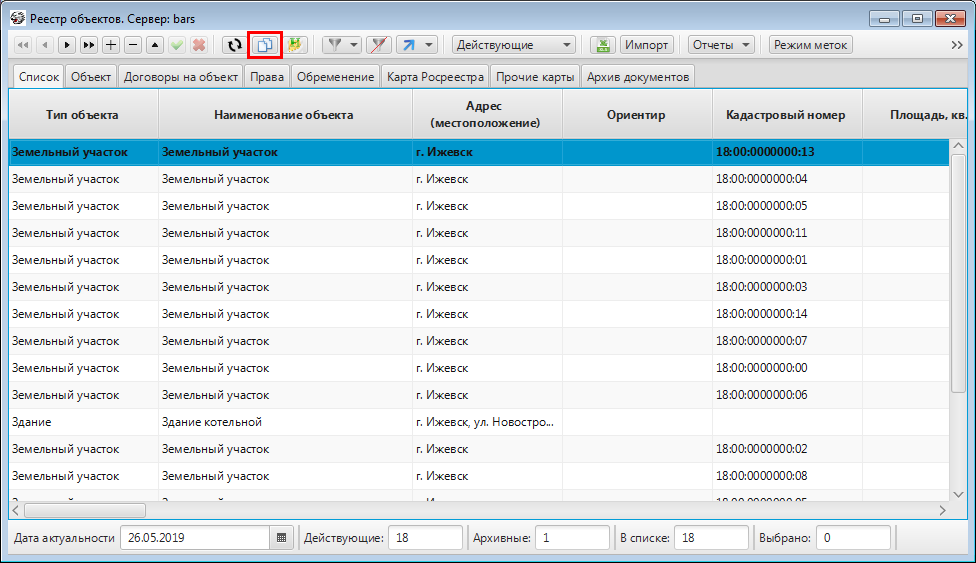 Реестр объектов. Сервер: bars
Действующие Импорт Отчеты Режим меток
Список Объект Договоры на объект Права Обременение Карта Росреестра Прочие карты Архив документов
Тип объекта Наименование объекта Адрес (местоположение) Ориентир Кадастровый номер Площадь, кв.
Земельный участок Земельный участок г. Ижевск 18:00:0000000:13
Земельный участок Земельный участок г. Ижевск 18:00:0000000:04
Земельный участок Земельный участок г. Ижевск 18:00:0000000:05
Земельный участок Земельный участок г. Ижевск 18:00:0000000:11
Земельный участок Земельный участок г. Ижевск 18:00:0000000:01
Земельный участок Земельный участок г. Ижевск 18:00:0000000:03
Земельный участок Земельный участок г. Ижевск 18:00:0000000:14
Земельный участок Земельный участок г. Ижевск 18:00:0000000:07
Земельный участок Земельный участок г. Ижевск 18:00:0000000:00
Земельный участок Земельный участок г. Ижевск 18:00:0000000:06
Здание Здание котельной г. Ижевск, ул. Новостро...
Земельный участок Земельный участок г. Ижевск 18:00:0000000:02
Земельный участок Земельный участок г. Ижевск 18:00:0000000:08
Дата актуальности 26.05.2019 Действующие: 18 Архивные: 1 В списке: 18 Выбрано: 0